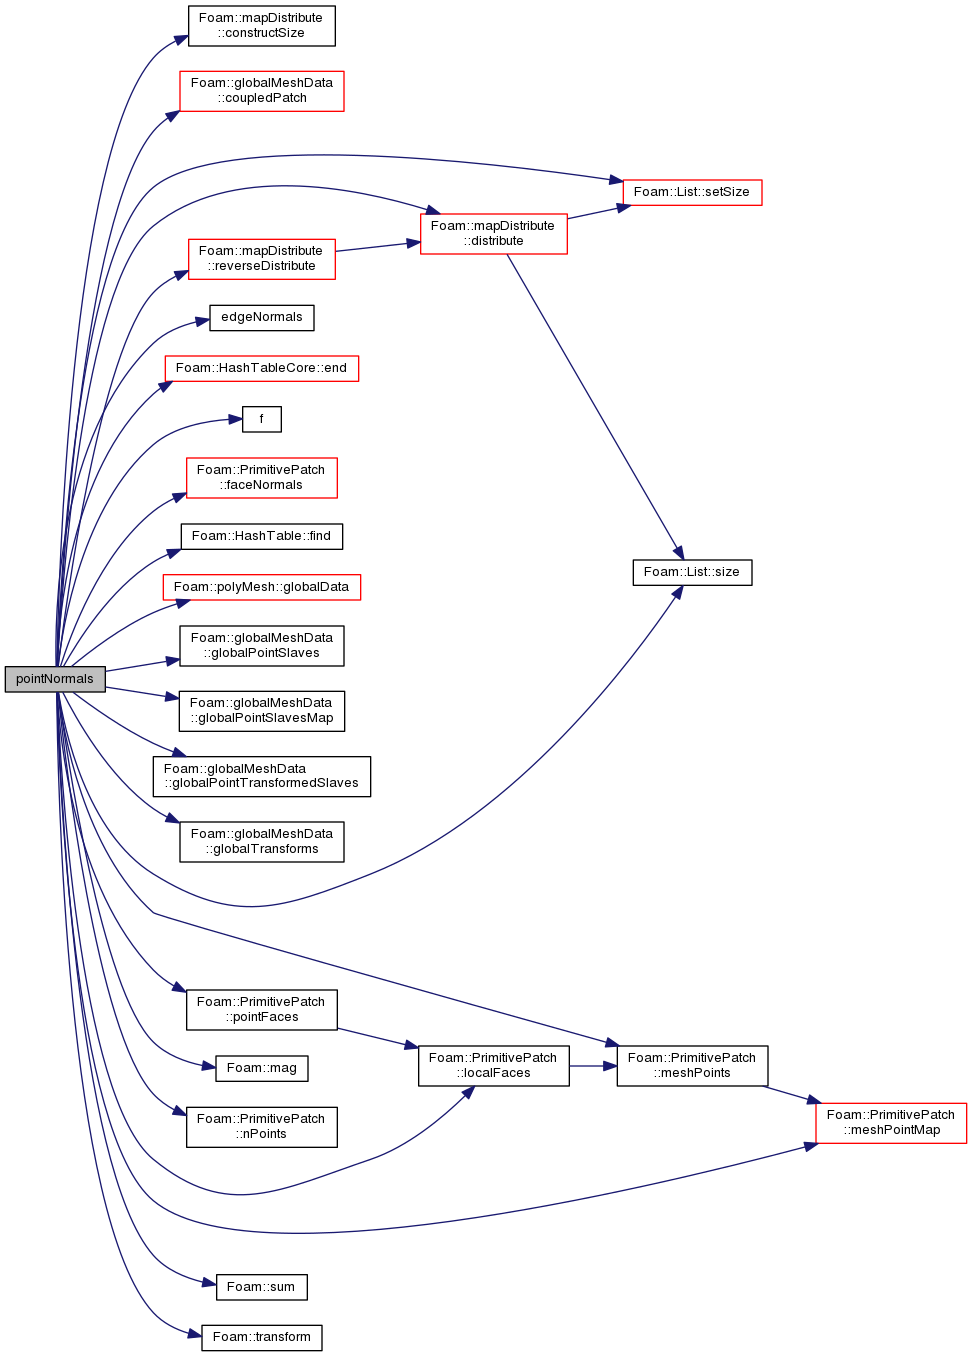 Foam::mapDistribute
::constructSize
Foam::globalMeshData
::coupledPatch
Foam::List::setSize
Foam::mapDistribute
::distribute
Foam::mapDistribute
::reverseDistribute
edgeNormals
Foam::HashTableCore::end
f
Foam::PrimitivePatch
::faceNormals
Foam::HashTable::find
Foam::List::size
Foam::polyMesh::globalData
Foam::globalMeshData
::globalPointSlaves
pointNormals
Foam::globalMeshData
::globalPointSlavesMap
Foam::globalMeshData
::globalPointTransformedSlaves
Foam::globalMeshData
::globalTransforms
Foam::PrimitivePatch
::pointFaces
Foam::PrimitivePatch
::localFaces
Foam::PrimitivePatch
::meshPoints
Foam::mag
Foam::PrimitivePatch
::nPoints
Foam::PrimitivePatch
::meshPointMap
Foam::sum
Foam::transform